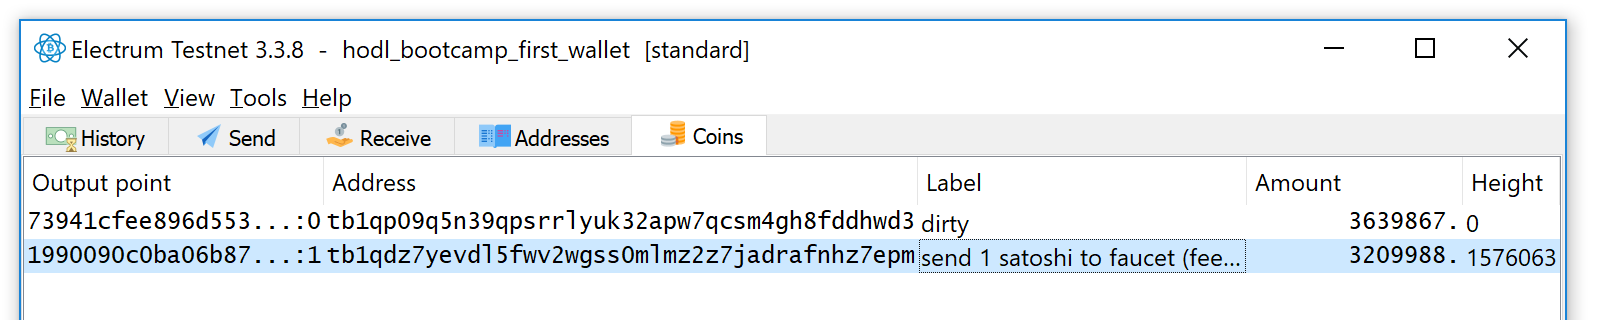 Electrum Testnet 3.3.8 - hodl_bootcamp_first_wallet [standard]
File Wallet View Tools Help
History Send Receive Addresses Coins
Output point Address Label Amount Height
73941cfee896d553...:0 tb1qp09q5n39qpsrrlyuk32apw7qcsm4gh8fddhwd3 dirty 3639867. 0
1990090c0ba06b87...:1 tb1qdz7yevdl5fwv2wgss0mlmz2z7jadrafnhz7epm send 1 satoshi to faucet (fee... 3209988. 1576063